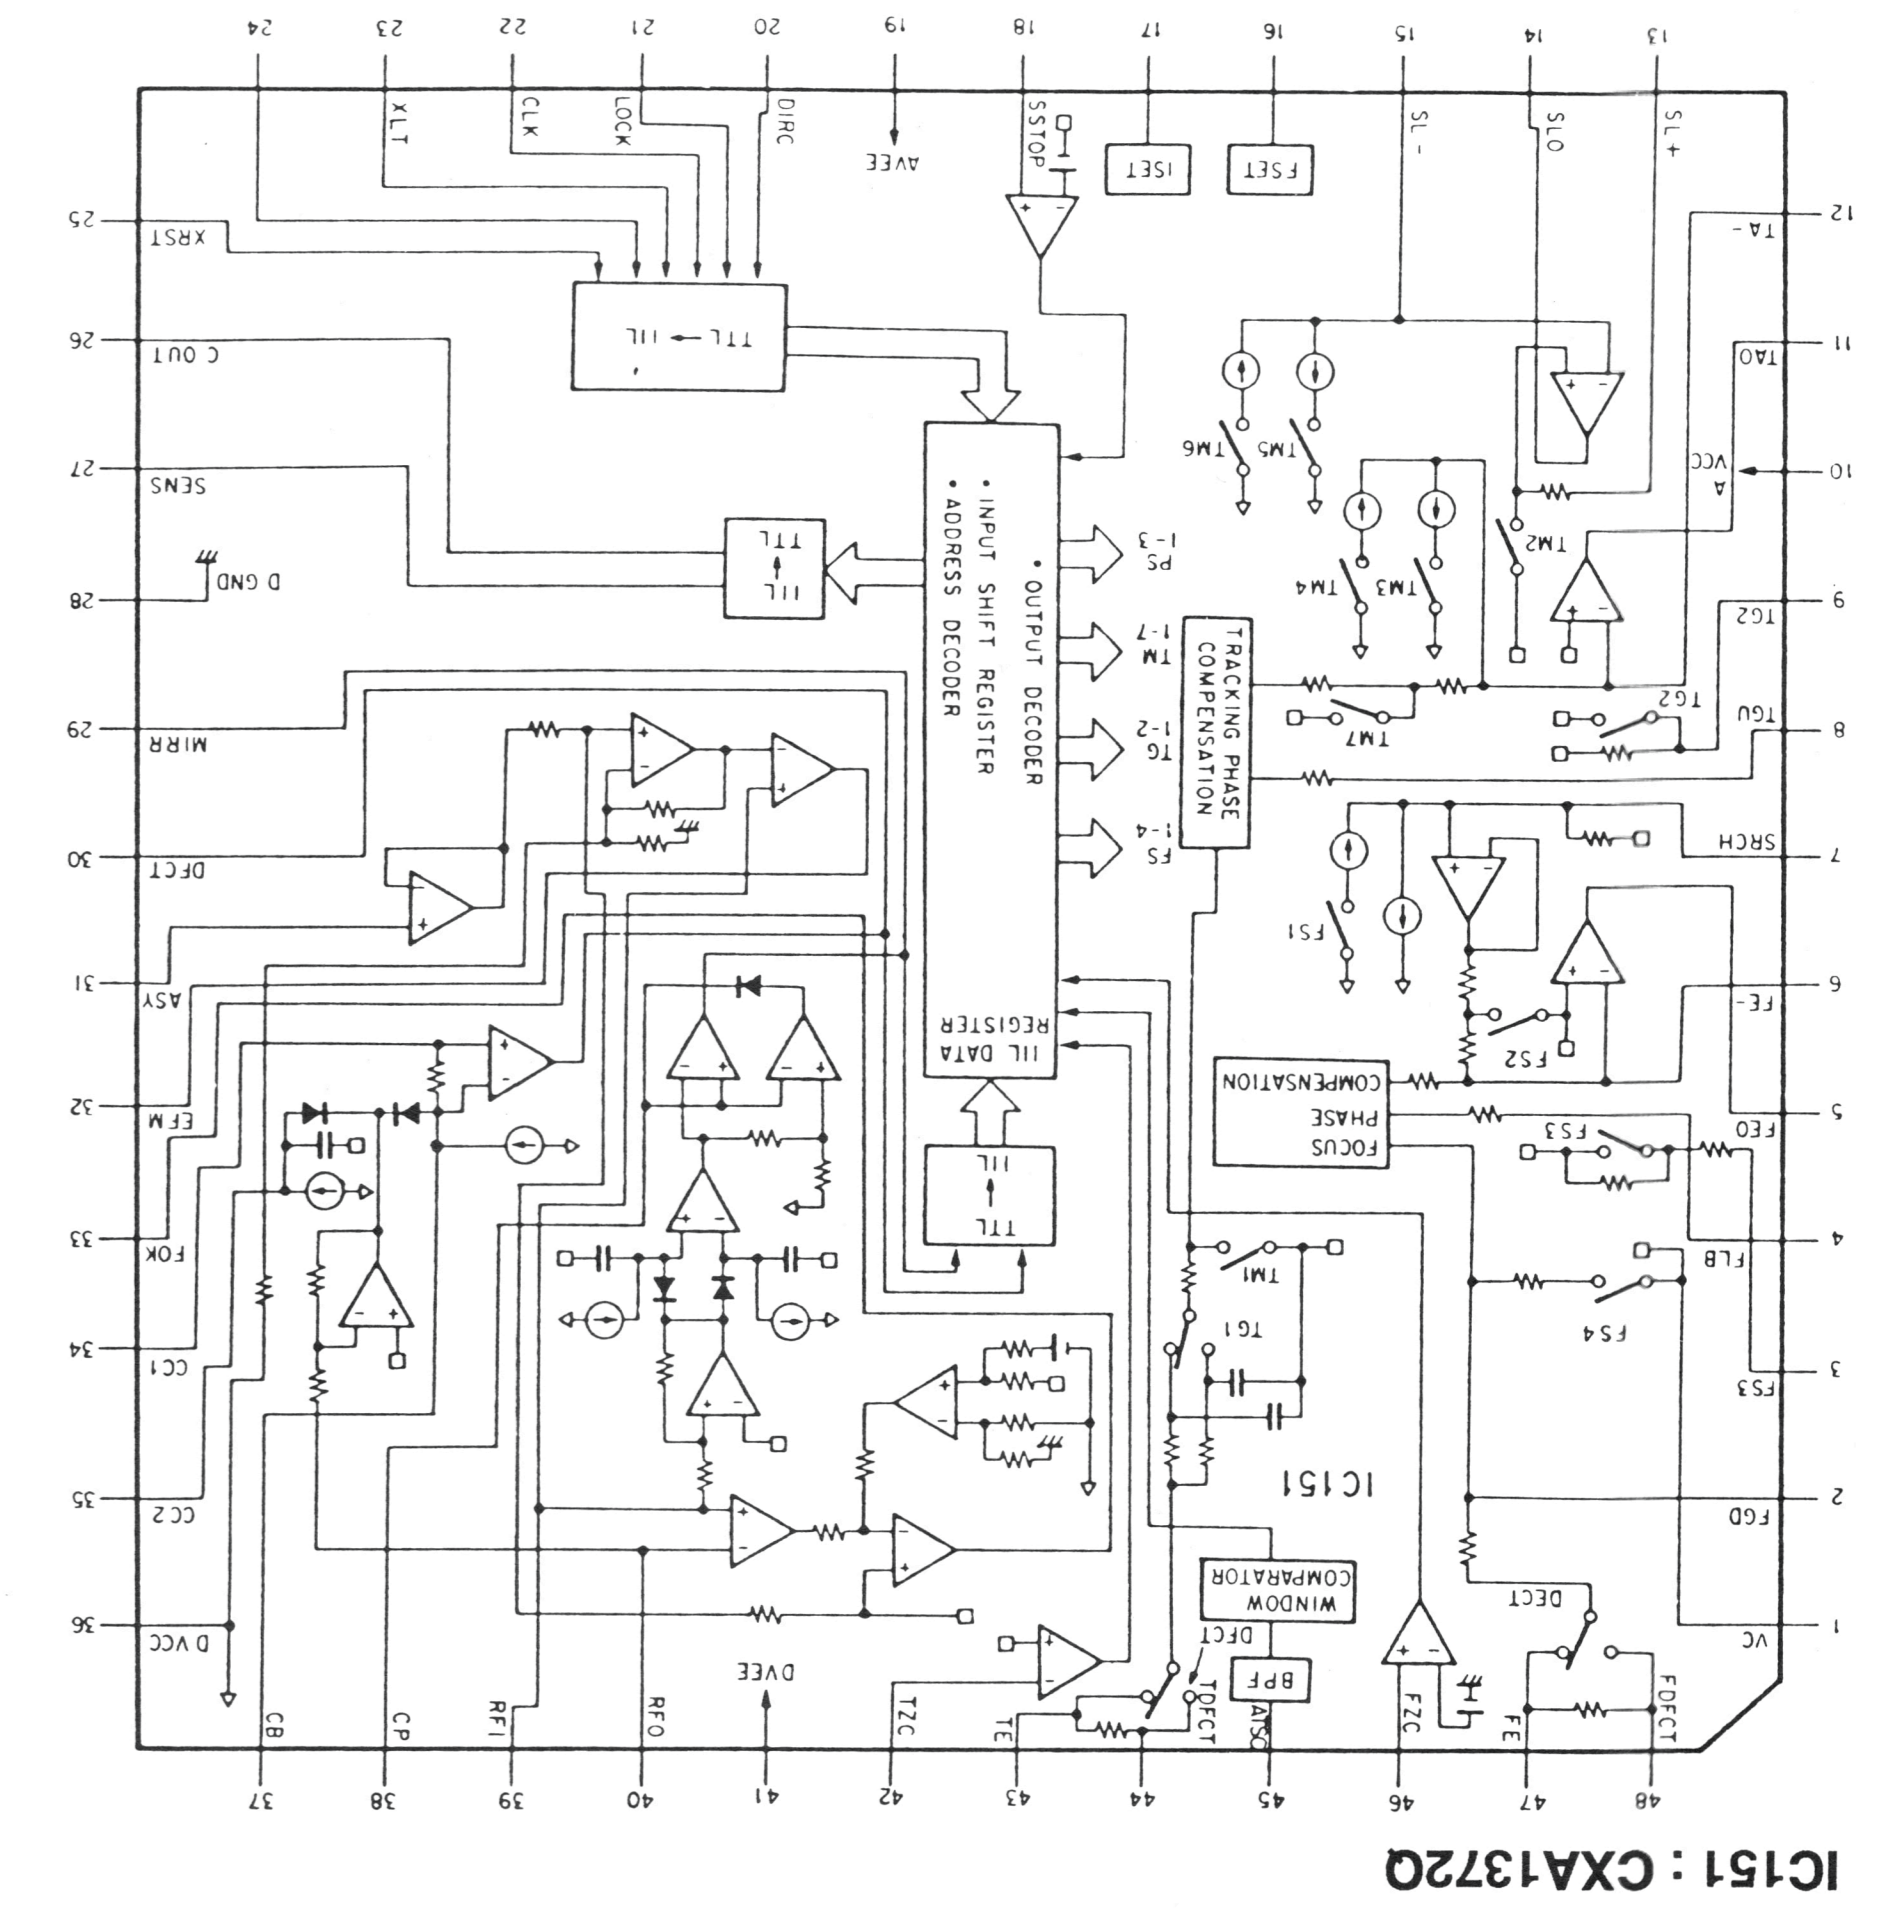 IC151 : CXA1372Q
48
47
46
45
44
43
42
41
40
39
38
37
FDFCT
FE
FZC
AISC
TDFCT
TE
TZC
DVEE
RFO
RFI
CP
CB
1
VC
2
FGD
3
FS3
4
FLB
5
FEO
6
FE-
7
SRCH
8
TGU
9
TG2
10
A
VCC
11
TAO
12
TA-
13
14
15
16
17
18
19
20
21
22
23
24
SL+
SLO
SL-
FSET
ISET
SSTOP
AVEE
DIRC
LOCK
CLK
XLT
25
XRST
26
C OUT
27
SENS
28
D GND
29
MIRR
30
DFCT
31
ASY
32
EFM
33
FOK
34
CC1
35
CC2
36
D VCC
DECT
BPF
DFCT
WINDOW
COMPARATOR
IC151
FS4
TG1
TM1
FS3
FOCUS
PHASE
COMPENSATION
FS2
FS1
TG2
TM7
TRACKING PHASE
COMPENSATION
TM2
TM3
TM4
TM5
TM6
TTL
IIL
IIL DATA
REGISTER
• INPUT SHIFT REGISTER
• ADDRESS DECODER
• OUTPUT DECODER
FS
1-4
TG
1-2
TM
1-7
PS
1-3
IIL
TTL
TTL ← IIL